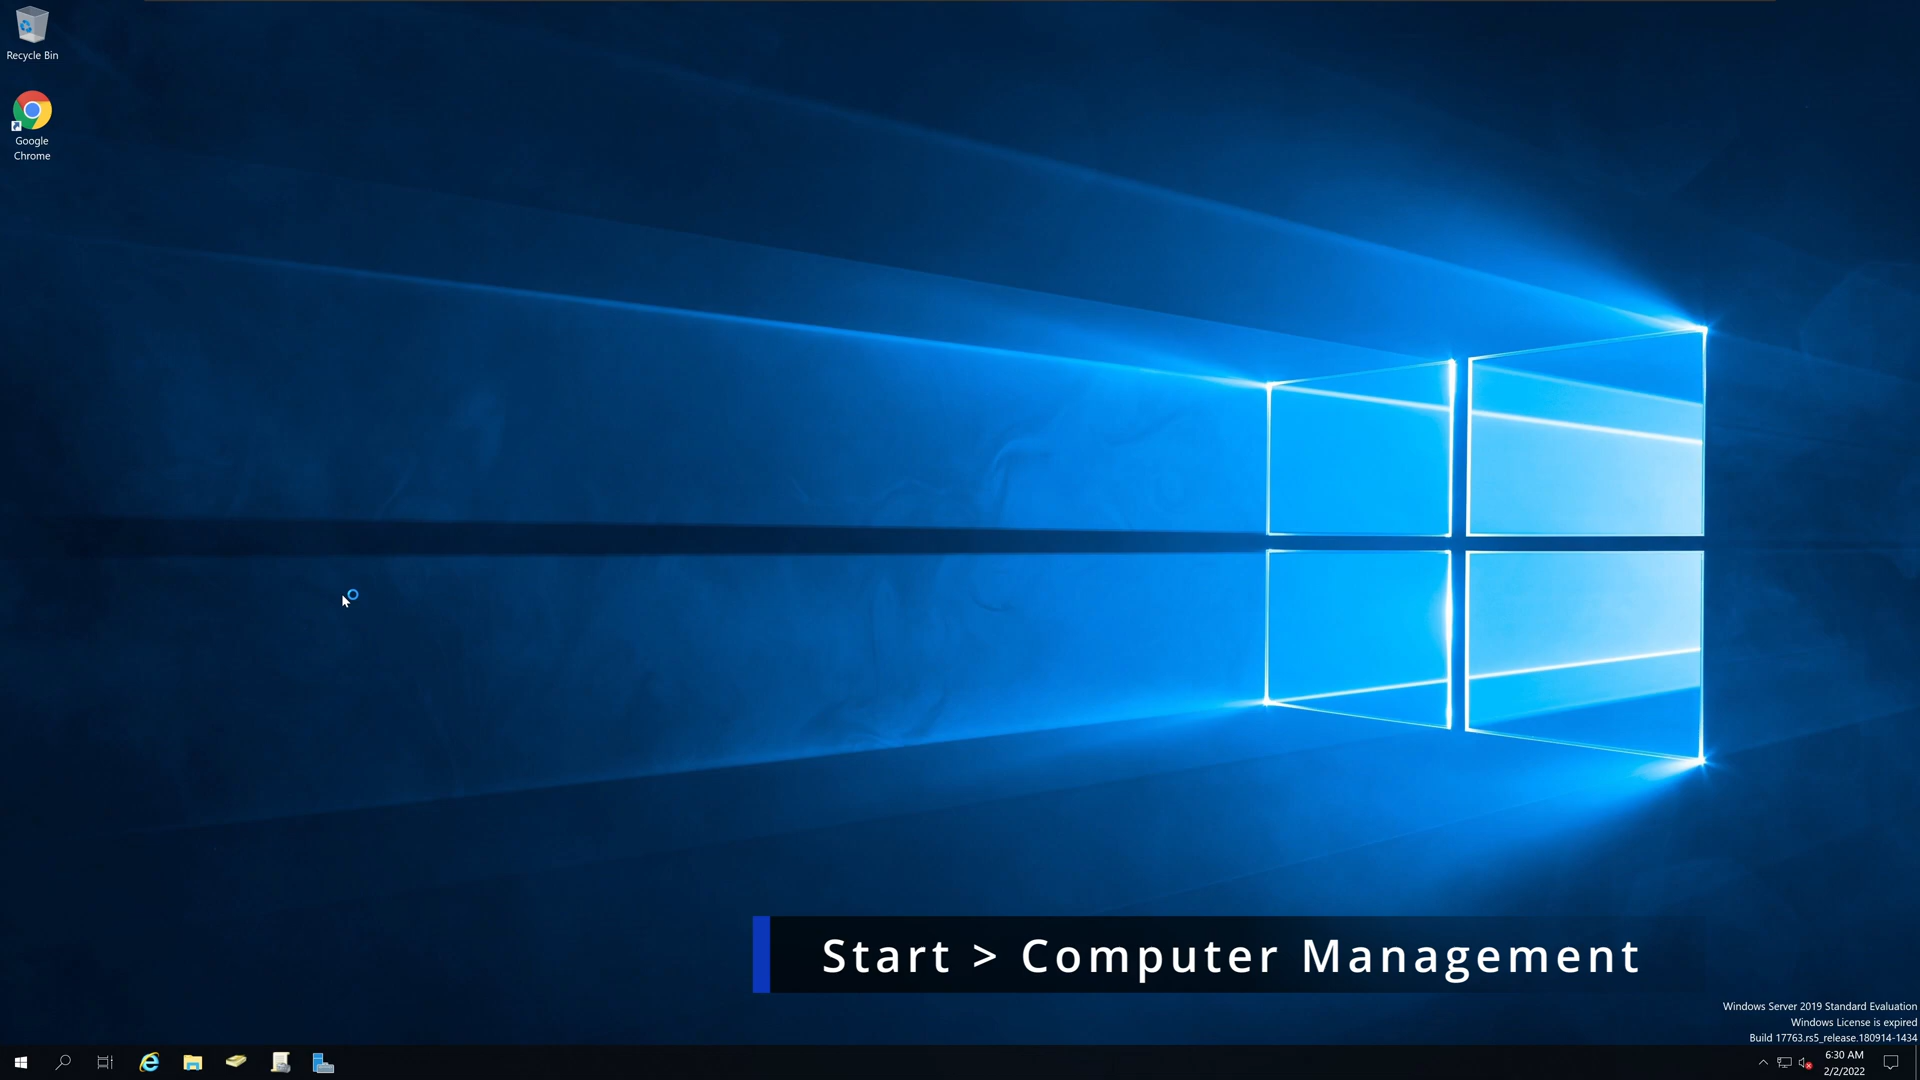 Recycle Bin
Google
Chrome
Start > Computer Management
Windows Server 2019 Standard Evaluation
Windows License is expired
Build 17763.rs5_release.180914-1434
6:30 AM
2/2/2022